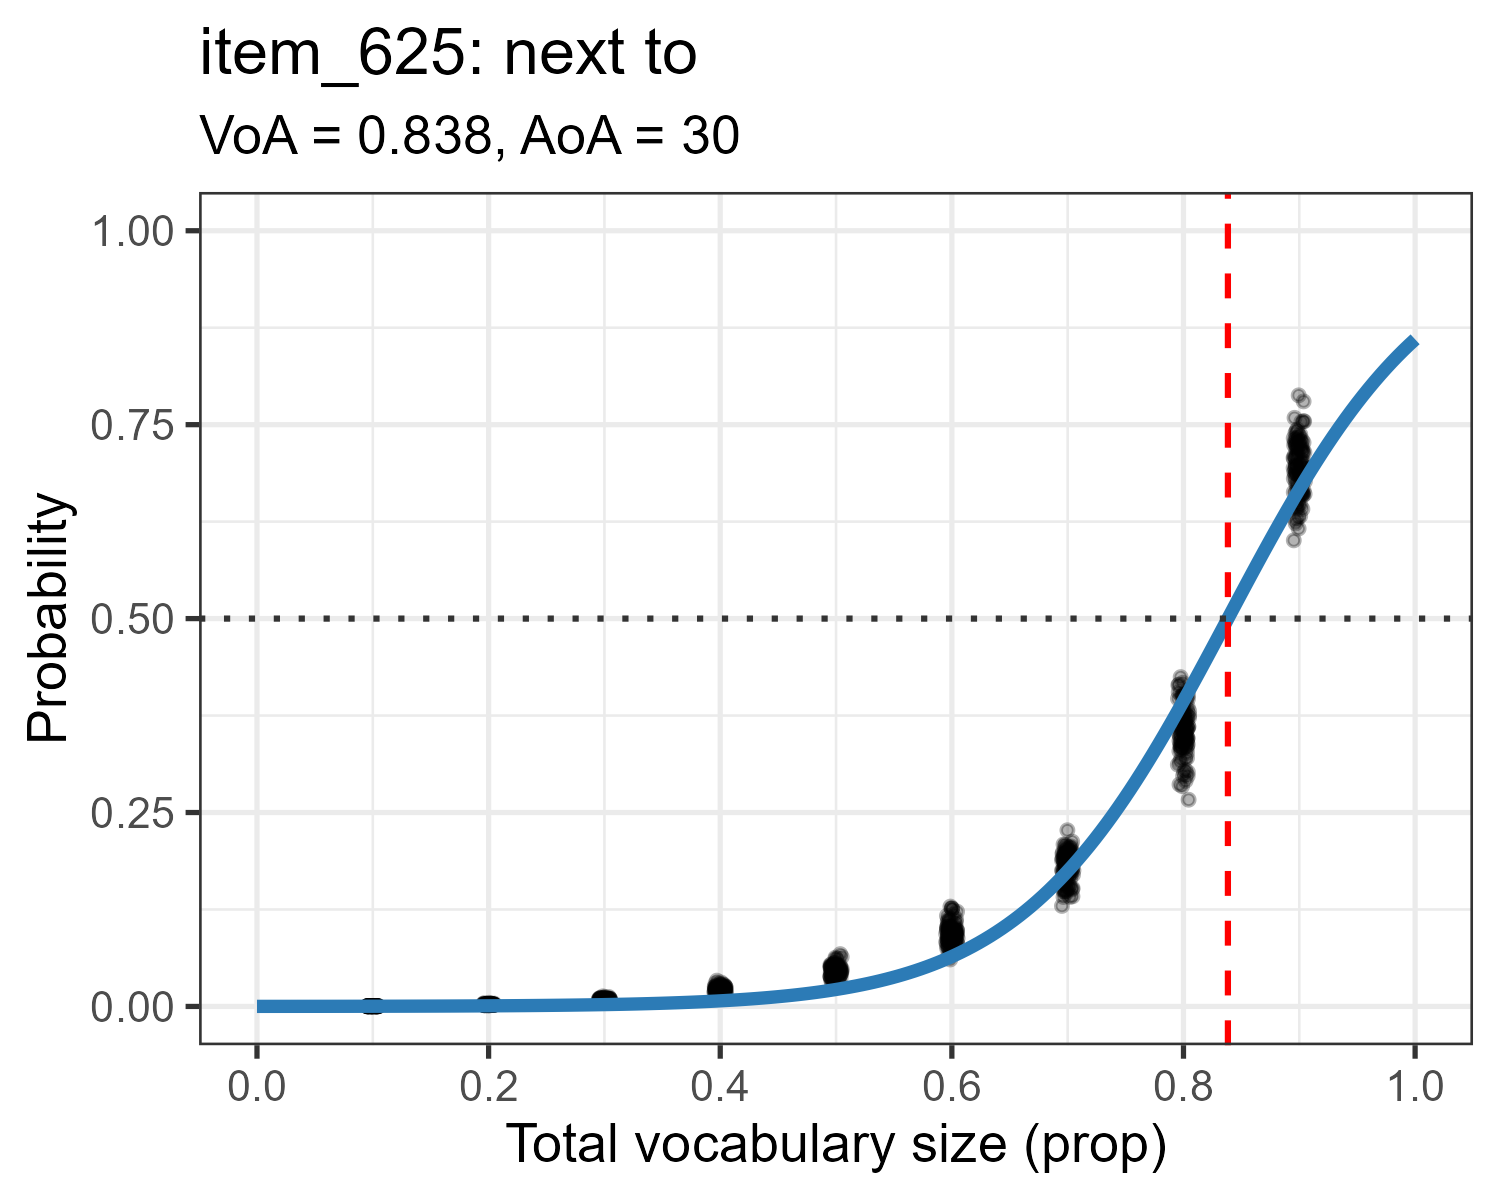 item_625: next to
VoA = 0.838, AoA = 30
1.00
0.75
0.50
0.25
0.00
Probability
0.0 0.2 0.4 0.6 0.8 1.0
Total vocabulary size (prop)